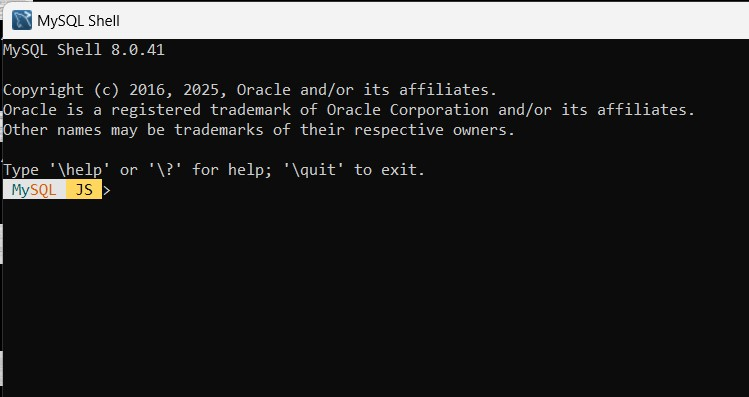 MySQL Shell
MySQL Shell 8.0.41
Copyright (c) 2016, 2025, Oracle and/or its affiliates.
Oracle is a registered trademark of Oracle Corporation and/or its affiliates.
Other names may be trademarks of their respective owners.
Type '\help' or '\?' for help; '\quit' to exit.
MySQL JS >